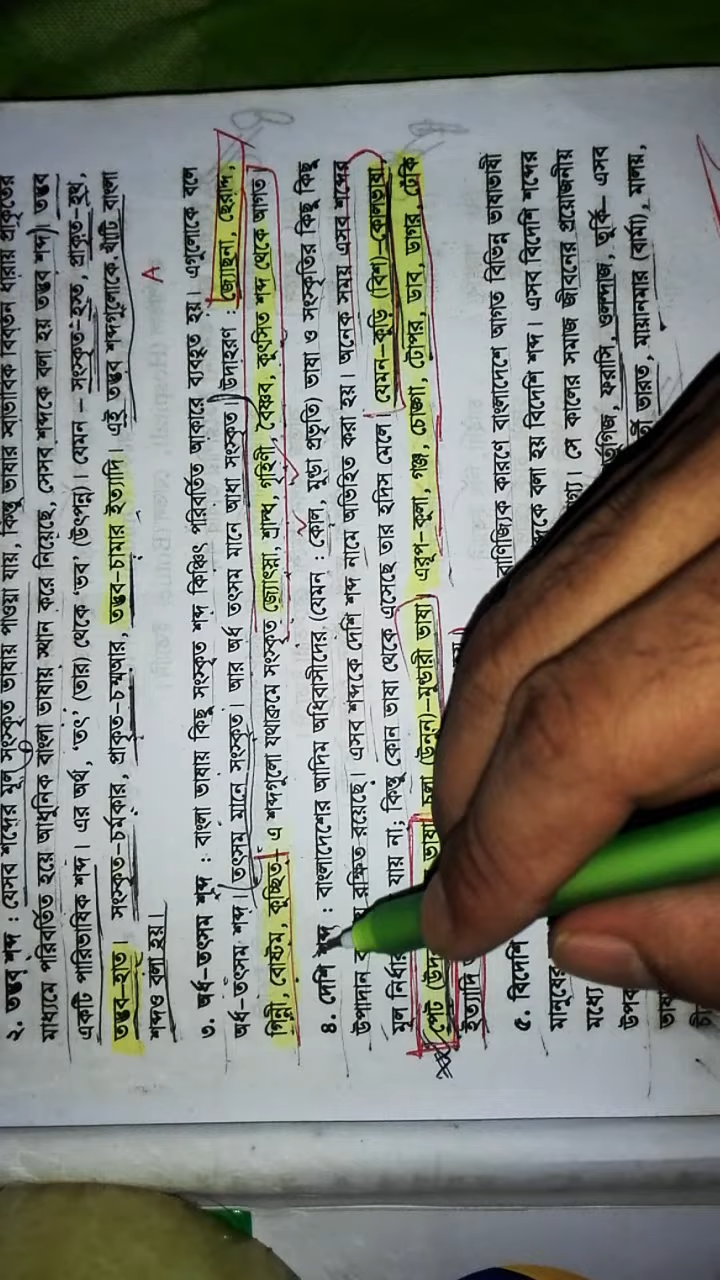 ২. তদ্ভব শব্দ : যেসব শব্দের মূল সংস্কৃত ভাষায় পাওয়া যায়, কিন্তু ভাষার স্বাভাবিক বিবর্তন ধারায় প্রাকৃতের
মাধ্যমে পরিবর্তিত হয়ে আধুনিক বাংলা ভাষায় স্থান করে নিয়েছে, সেসব শব্দকে বলা হয় তদ্ভব শব্দ। তদ্ভব
একটি পারিভাষিক শব্দ। এর অর্থ, ‘তৎ’ (তার) থেকে ‘ভব’ (উৎপন্ন)। যেমন – সংস্কৃত-হস্ত, প্রাকৃত-হত্থ,
তদ্ভব-হাত। সংস্কৃত-চর্মকার, প্রাকৃত-চম্মআর, তদ্ভব-চামার ইত্যাদি। এই তদ্ভব শব্দগুলোকে খাঁটি বাংলা
শব্দও বলা হয়।
A
৩. অর্ধ-তৎসম শব্দ : বাংলা ভাষায় কিছু সংস্কৃত শব্দ কিঞ্চিৎ পরিবর্তিত আকারে ব্যবহৃত হয়। এগুলোকে বলে
অর্ধ-তৎসম শব্দ। তৎসম মানে সংস্কৃত। আর অর্ধ তৎসম মানে আধা সংস্কৃত। উদাহরণ : জ্যোছনা, ছেরাদ্দ,
গিন্নী, বোষ্টম, কুচ্ছিত- এ শব্দগুলো যথাক্রমে সংস্কৃত জ্যোৎস্না, শ্রাদ্ধ, গৃহিণী, বৈষ্ণব, কুৎসিত শব্দ থেকে আগত।
৪. দেশি শব্দ : বাংলাদেশের আদিম অধিবাসীদের (যেমন : কোল, মুন্ডা প্রভৃতি) ভাষা ও সংস্কৃতির কিছু কিছু
উপাদান রক্ষিত রয়েছে। এসব শব্দকে দেশি শব্দ নামে অভিহিত করা হয়। অনেক সময় এসব শব্দের
মূল নির্ধা যায় না; কিন্তু কোন ভাষা থেকে এসেছে তার হদিস মেলে। যেমন-কুড়ি (বিশ)-কোলভাষা,
পেট ভাষা চুলা (উনুন)-মুন্ডারী ভাষা। এরূপ-কুলা, গঞ্জ, চোঙ্গা, টোপর, ডাব, ডাগর, ঢেঁকি
ইত্যাদি
৫. বিদেশি বাণিজ্যিক কারণে বাংলাদেশে আগত বিভিন্ন ভাষাভাষী
মানুষের দকে বলা হয় বিদেশি শব্দ। এসব বিদেশি শব্দের
মধ্যে গ্য। সে কালের সমাজ জীবনের প্রয়োজনীয়
উপক র্তুগিজ, ফরাসি, ওলন্দাজ, তুর্কি- এসব
ভাষা ভারত, মায়ানমার (বার্মা), মালয়,